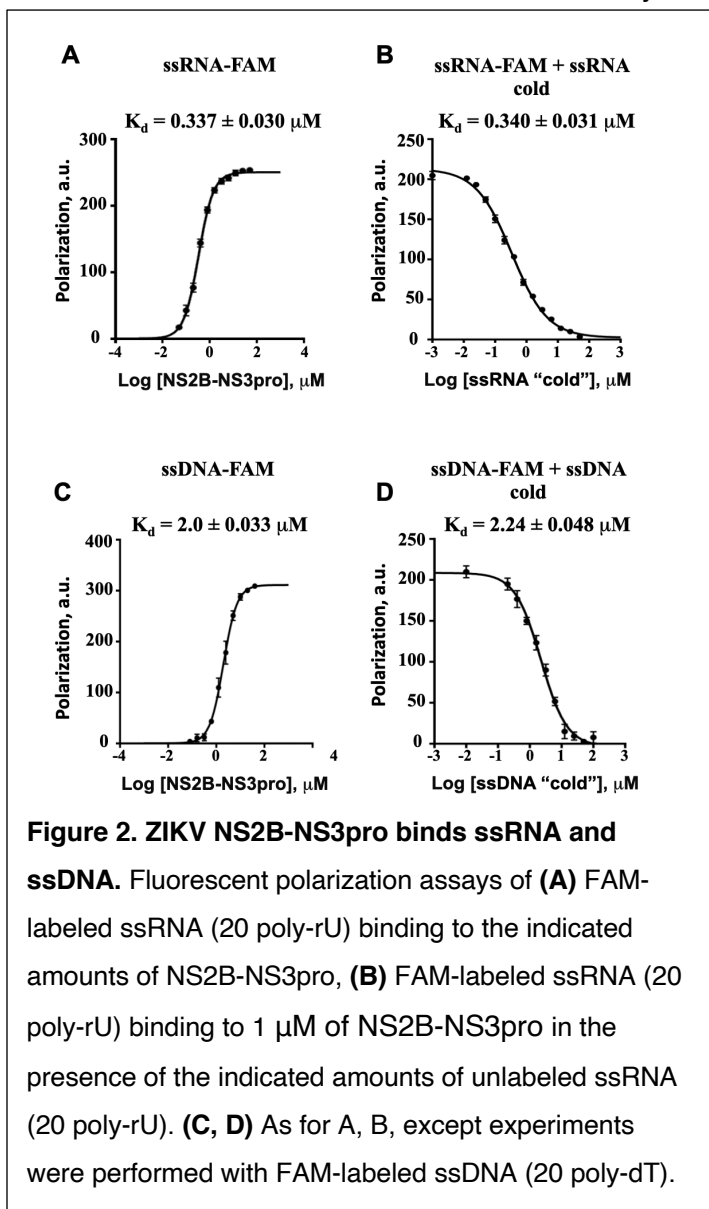 A
ssRNA-FAM
K_d = 0.337 ± 0.030 μM
300
200
100
0
Polarization, a.u.
-4 -2 0 2 4
Log [NS2B-NS3pro], μM
B
ssRNA-FAM + ssRNA
cold
K_d = 0.340 ± 0.031 μM
250
200
150
100
50
0
Polarization, a.u.
-3 -2 -1 0 1 2 3
Log [ssRNA “cold”], μM
C
ssDNA-FAM
K_d = 2.0 ± 0.033 μM
400
300
200
100
0
Polarization, a.u.
-4 -2 0 2 4
Log [NS2B-NS3pro], μM
D
ssDNA-FAM + ssDNA
cold
K_d = 2.24 ± 0.048 μM
250
200
150
100
50
0
Polarization, a.u.
-3 -2 -1 0 1 2 3
Log [ssDNA “cold”], μM
Figure 2. ZIKV NS2B-NS3pro binds ssRNA and
ssDNA. Fluorescent polarization assays of (A) FAM-
labeled ssRNA (20 poly-rU) binding to the indicated
amounts of NS2B-NS3pro, (B) FAM-labeled ssRNA (20
poly-rU) binding to 1 μM of NS2B-NS3pro in the
presence of the indicated amounts of unlabeled ssRNA
(20 poly-rU). (C, D) As for A, B, except experiments
were performed with FAM-labeled ssDNA (20 poly-dT).